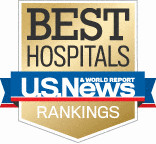 BEST
HOSPITALS
U.S.News
& WORLD REPORT
RANKINGS